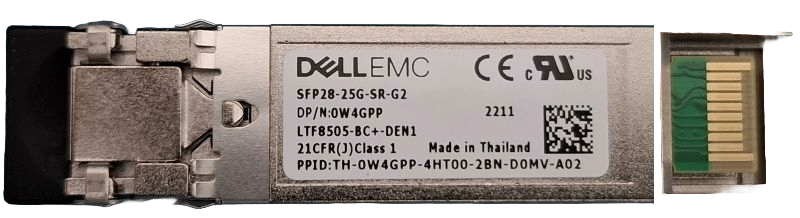 DELLEMC CE c RU US
SFP28-25G-SR-G2
DP/N:0W4GPP 2211
LTF8505-BC+-DEN1
21CFR(J)Class 1 Made in Thailand
PPID:TH-0W4GPP-4HT00-2BN-D0MV-A02